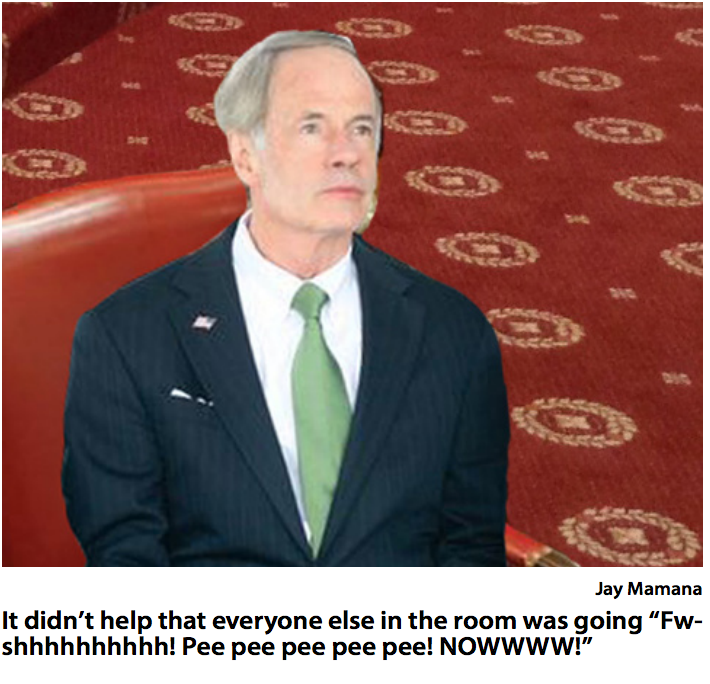 Jay Mamana
It didn’t help that everyone else in the room was going “Fw-
shhhhhhhhhhh! Pee pee pee pee pee! NOWWWW!”